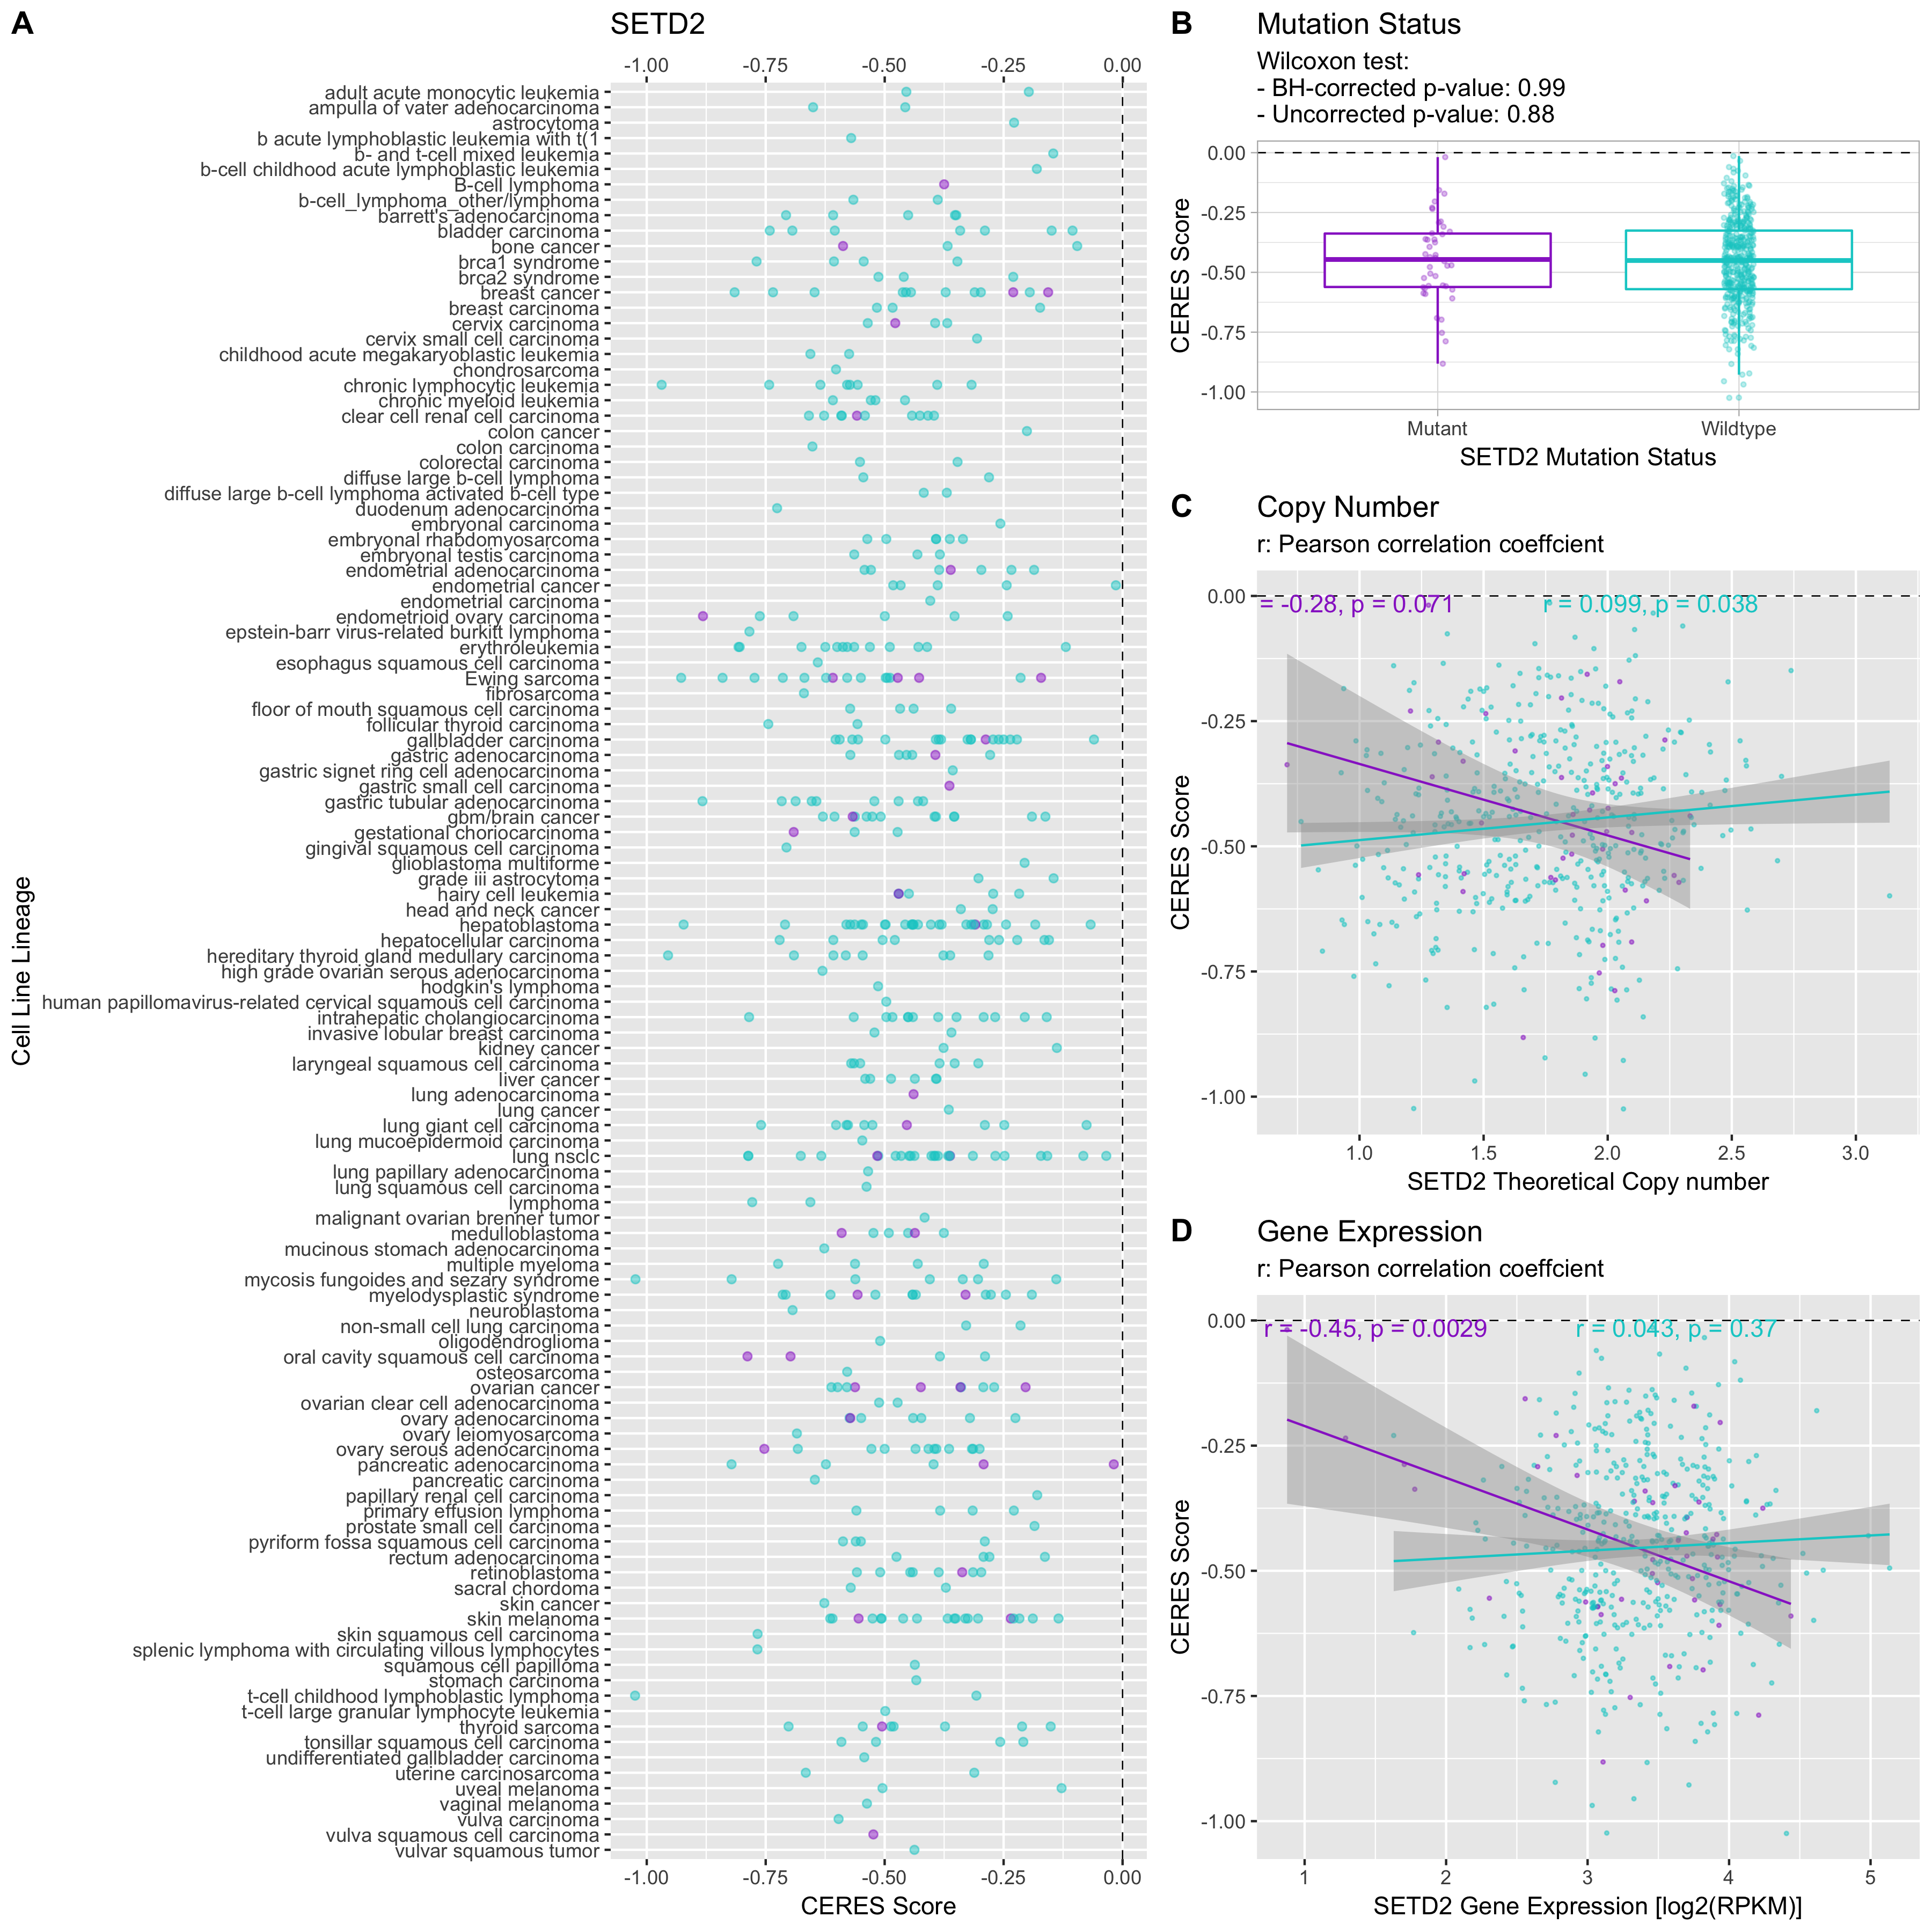 A
SETD2
-1.00 -0.75 -0.50 -0.25 0.00
adult acute monocytic leukemia
ampulla of vater adenocarcinoma
astrocytoma
b acute lymphoblastic leukemia with t(1
b- and t-cell mixed leukemia
b-cell childhood acute lymphoblastic leukemia
B-cell lymphoma
b-cell_lymphoma_other/lymphoma
barrett's adenocarcinoma
bladder carcinoma
bone cancer
brca1 syndrome
brca2 syndrome
breast cancer
breast carcinoma
cervix carcinoma
cervix small cell carcinoma
childhood acute megakaryoblastic leukemia
chondrosarcoma
chronic lymphocytic leukemia
chronic myeloid leukemia
clear cell renal cell carcinoma
colon cancer
colon carcinoma
colorectal carcinoma
diffuse large b-cell lymphoma
diffuse large b-cell lymphoma activated b-cell type
duodenum adenocarcinoma
embryonal carcinoma
embryonal rhabdomyosarcoma
embryonal testis carcinoma
endometrial adenocarcinoma
endometrial cancer
endometrial carcinoma
endometrioid ovary carcinoma
epstein-barr virus-related burkitt lymphoma
erythroleukemia
esophagus squamous cell carcinoma
Ewing sarcoma
fibrosarcoma
floor of mouth squamous cell carcinoma
follicular thyroid carcinoma
gallbladder carcinoma
gastric adenocarcinoma
gastric signet ring cell adenocarcinoma
gastric small cell carcinoma
gastric tubular adenocarcinoma
gbm/brain cancer
gestational choriocarcinoma
gingival squamous cell carcinoma
glioblastoma multiforme
grade iii astrocytoma
hairy cell leukemia
head and neck cancer
hepatoblastoma
hepatocellular carcinoma
hereditary thyroid gland medullary carcinoma
high grade ovarian serous adenocarcinoma
hodgkin's lymphoma
human papillomavirus-related cervical squamous cell carcinoma
intrahepatic cholangiocarcinoma
invasive lobular breast carcinoma
kidney cancer
laryngeal squamous cell carcinoma
liver cancer
lung adenocarcinoma
lung cancer
lung giant cell carcinoma
lung mucoepidermoid carcinoma
lung nsclc
lung papillary adenocarcinoma
lung squamous cell carcinoma
lymphoma
malignant ovarian brenner tumor
medulloblastoma
mucinous stomach adenocarcinoma
multiple myeloma
mycosis fungoides and sezary syndrome
myelodysplastic syndrome
neuroblastoma
non-small cell lung carcinoma
oligodendroglioma
oral cavity squamous cell carcinoma
osteosarcoma
ovarian cancer
ovarian clear cell adenocarcinoma
ovary adenocarcinoma
ovary leiomyosarcoma
ovary serous adenocarcinoma
pancreatic adenocarcinoma
pancreatic carcinoma
papillary renal cell carcinoma
primary effusion lymphoma
prostate small cell carcinoma
pyriform fossa squamous cell carcinoma
rectum adenocarcinoma
retinoblastoma
sacral chordoma
skin cancer
skin melanoma
skin squamous cell carcinoma
splenic lymphoma with circulating villous lymphocytes
squamous cell papilloma
stomach carcinoma
t-cell childhood lymphoblastic lymphoma
t-cell large granular lymphocyte leukemia
thyroid sarcoma
tonsillar squamous cell carcinoma
undifferentiated gallbladder carcinoma
uterine carcinosarcoma
uveal melanoma
vaginal melanoma
vulva carcinoma
vulva squamous cell carcinoma
vulvar squamous tumor
-1.00 -0.75 -0.50 -0.25 0.00
CERES Score
Cell Line Lineage
B
Mutation Status
Wilcoxon test:
- BH-corrected p-value: 0.99
- Uncorrected p-value: 0.88
0.00
-0.25
-0.50
-0.75
-1.00
CERES Score
Mutant Wildtype
SETD2 Mutation Status
C
Copy Number
r: Pearson correlation coeffcient
= -0.28, p = 0.071 r = 0.099, p = 0.038
0.00
-0.25
-0.50
-0.75
-1.00
CERES Score
1.0 1.5 2.0 2.5 3.0
SETD2 Theoretical Copy number
D
Gene Expression
r: Pearson correlation coeffcient
r = -0.45, p = 0.0029 r = 0.043, p = 0.37
0.00
-0.25
-0.50
-0.75
-1.00
CERES Score
1 2 3 4 5
SETD2 Gene Expression [log2(RPKM)]